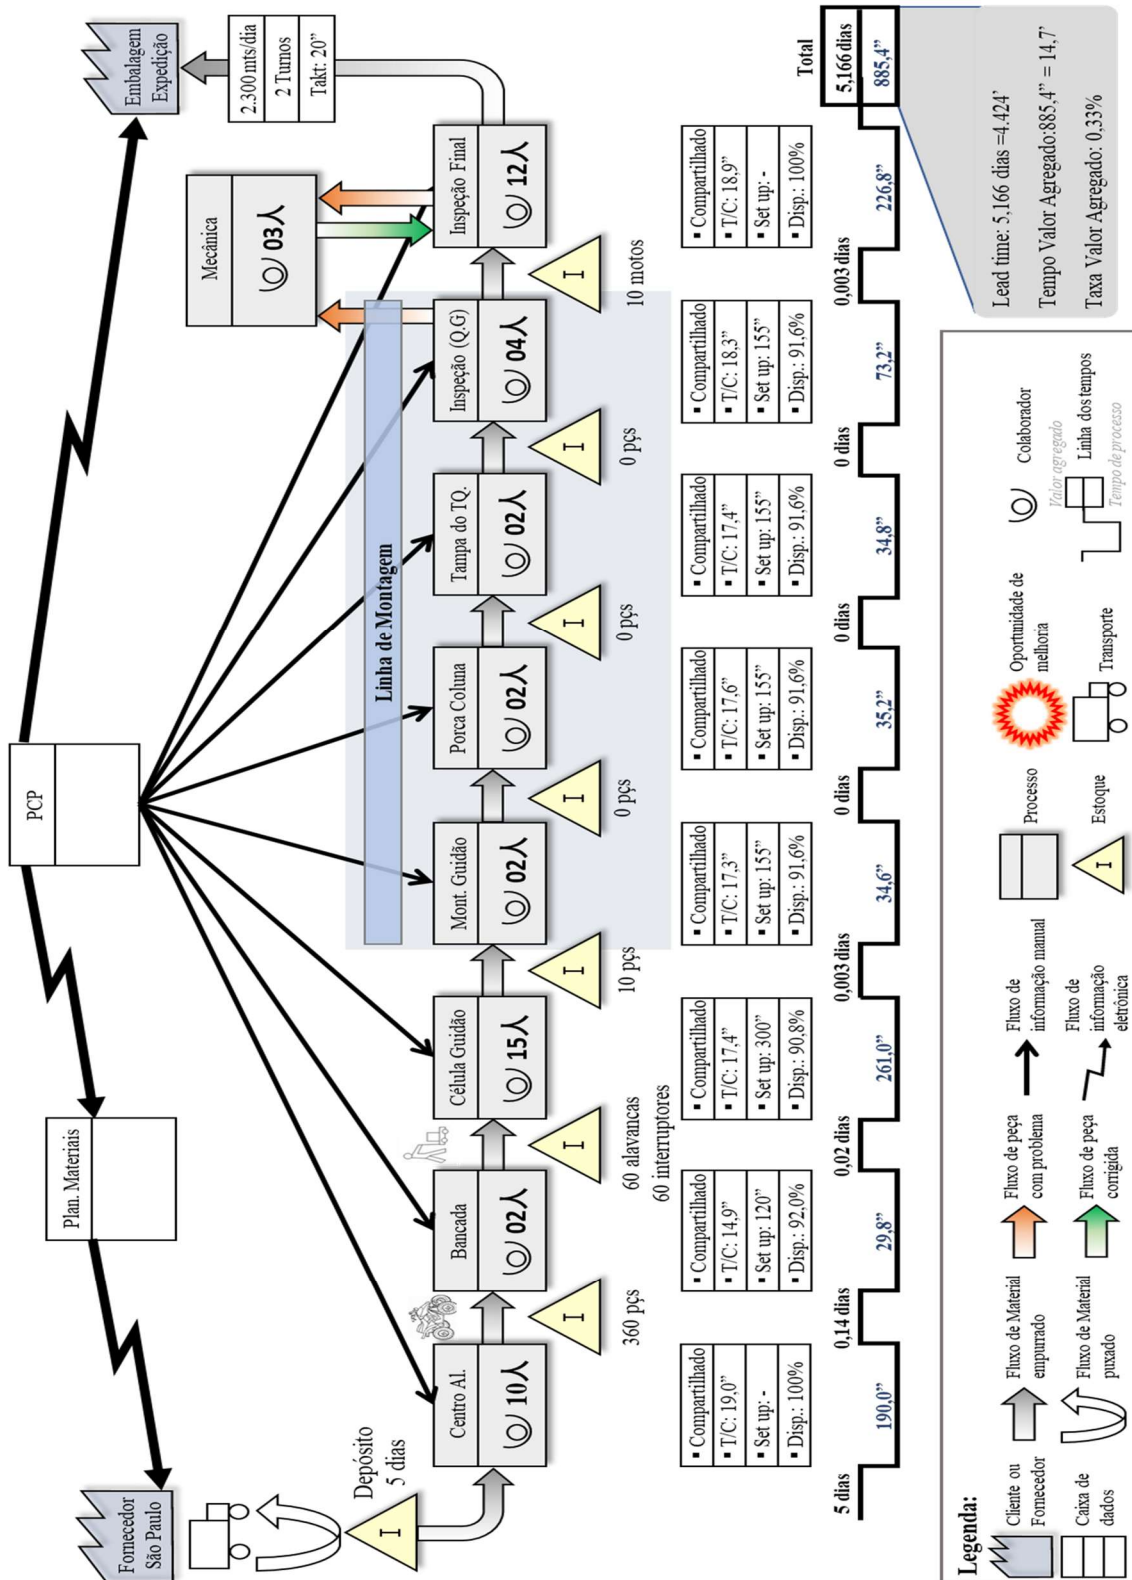 PCP
Plan. Materiais
Fornecedor
São Paulo
Embalagem
Expedição
2.300 mts/dia
2 Turnos
Takt: 20”
Mecânica
03
Depósito
5 dias
Linha de Montagem
Centro Al.
10
Bancada
02
Célula Guidão
15
Mont. Guidão
02
Porca Coluna
02
Tampa do TQ.
02
Inspeção (Q.G)
04
Inspeção Final
12
I
I
360 pçs
I
60 alavancas
60 interruptores
I
10 pçs
I
0 pçs
I
0 pçs
I
0 pçs
I
10 motos
▪ Compartilhado
▪ T/C: 19,0”
▪ Set up: -
▪ Disp.: 100%
▪ Compartilhado
▪ T/C: 14,9”
▪ Set up: 120”
▪ Disp.: 92,0%
▪ Compartilhado
▪ T/C: 17,4”
▪ Set up: 300”
▪ Disp.: 90,8%
▪ Compartilhado
▪ T/C: 17,3”
▪ Set up: 155”
▪ Disp.: 91,6%
▪ Compartilhado
▪ T/C: 17,6”
▪ Set up: 155”
▪ Disp.: 91,6%
▪ Compartilhado
▪ T/C: 17,4”
▪ Set up: 155”
▪ Disp.: 91,6%
▪ Compartilhado
▪ T/C: 18,3”
▪ Set up: 155”
▪ Disp.: 91,6%
▪ Compartilhado
▪ T/C: 18,9”
▪ Set up: -
▪ Disp.: 100%
5 dias
190,0”
0,14 dias
29,8”
0,02 dias
261,0”
0,003 dias
34,6”
0 dias
35,2”
0 dias
34,8”
0 dias
73,2”
0,003 dias
226,8”
Total
5,166 dias
885,4”
Lead time: 5,166 dias =4.424’
Tempo Valor Agregado:885,4” = 14,7’
Taxa Valor Agregado: 0,33%
Legenda:
Cliente ou
Fornecedor
Caixa de
dados
Fluxo de Material
empurrado
Fluxo de Material
puxado
Fluxo de peça
com problema
Fluxo de peça
corrigida
Fluxo de
informação manual
Fluxo de
informação
eletrônica
Processo
I
Estoque
Oportunidade de
melhoria
Transporte
Colaborador
Valor agregado
Linha dos tempos
Tempo de processo